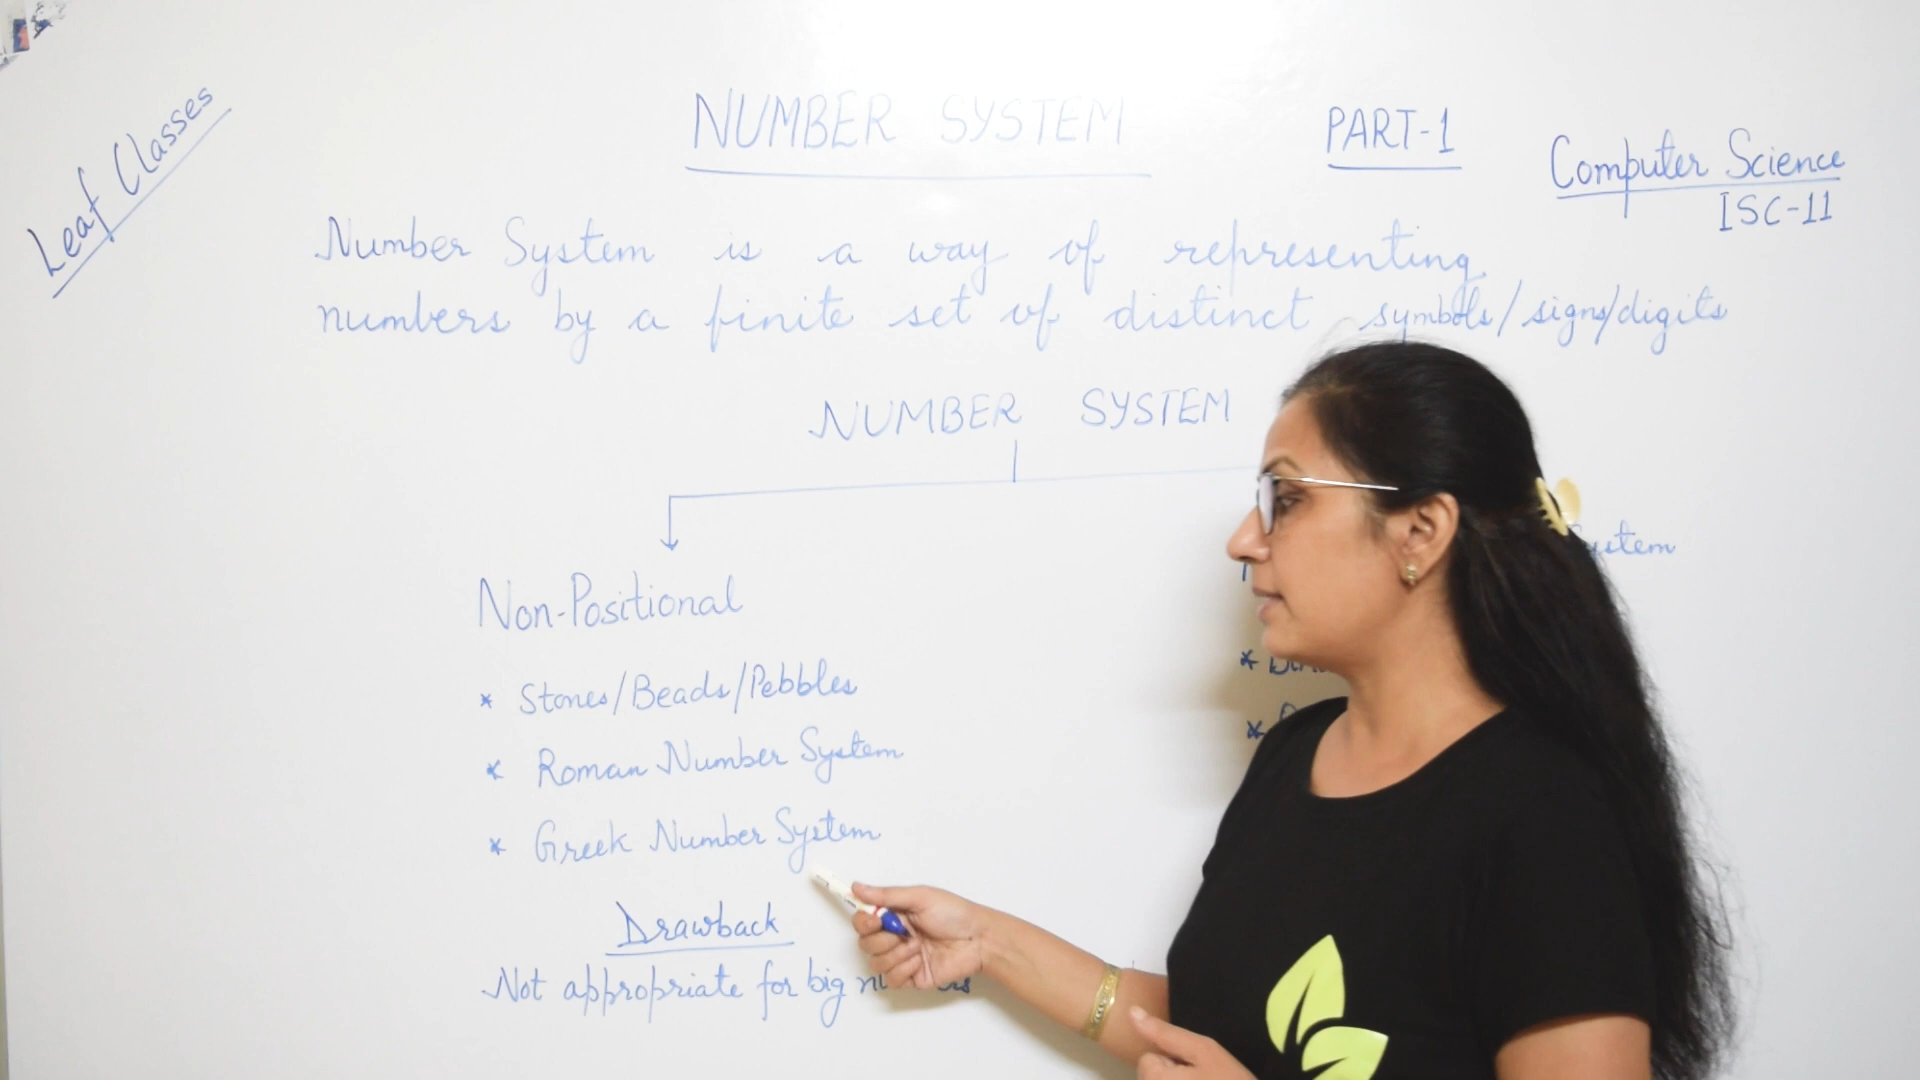 Leaf Classes
NUMBER SYSTEM
PART-1
Computer Science
ISC-11
Number System is a way of representing
numbers by a finite set of distinct symbols/signs/digits
NUMBER SYSTEM
Non-Positional
* Stones/Beads/Pebbles
* Roman Number System
* Greek Number System
Drawback
Not appropriate for big